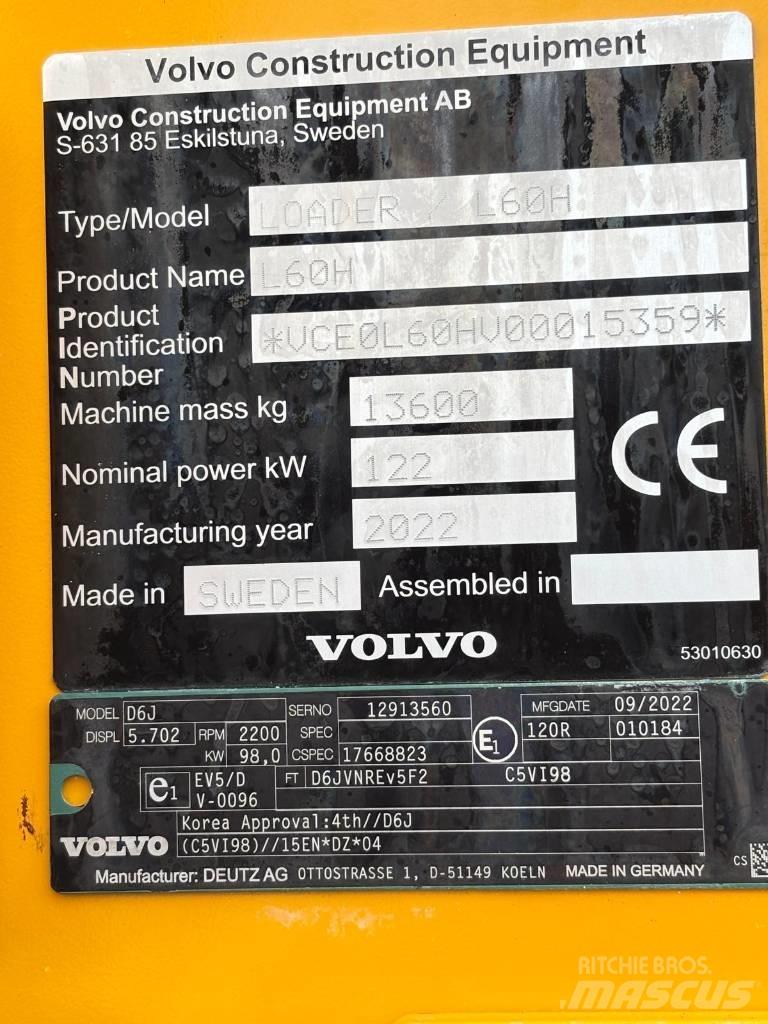 Volvo Construction Equipment
Volvo Construction Equipment AB
S-631 85 Eskilstuna, Sweden
Type/Model LOADER / L60H
Product Name L60H
Product
Identification
Number *VCE0L60HV00015359*
Machine mass kg 13600
Nominal power kW 122
Manufacturing year 2022
CE
Made in SWEDEN Assembled in
VOLVO
53010630
MODEL D6J SERNO 12913560 MFGDATE 09/2022
DISPL 5.702 RPM 2200 SPEC E1 120R 010184
KW 98,0 CSPEC 17668823
e1 EV5/D FT D6JVNREv5F2 C5VI98
V-0096
Korea Approval:4th//D6J
VOLVO (C5VI98)//15EN*DZ*04
CS
Manufacturer: DEUTZ AG OTTOSTRASSE 1, D-51149 KOELN MADE IN GERMANY
RITCHIE BROS.
MASCUS